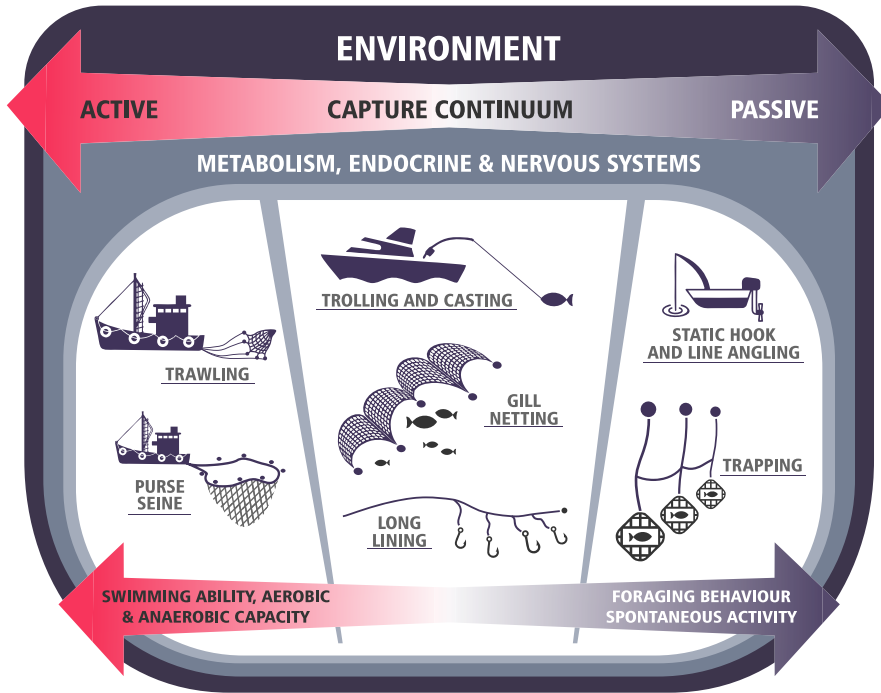 ENVIRONMENT
ACTIVE
CAPTURE CONTINUUM
PASSIVE
METABOLISM, ENDOCRINE & NERVOUS SYSTEMS
TRAWLING
PURSE
SEINE
TROLLING AND CASTING
GILL
NETTING
LONG
LINING
STATIC HOOK
AND LINE ANGLING
TRAPPING
SWIMMING ABILITY, AEROBIC
& ANAEROBIC CAPACITY
FORAGING BEHAVIOUR
SPONTANEOUS ACTIVITY